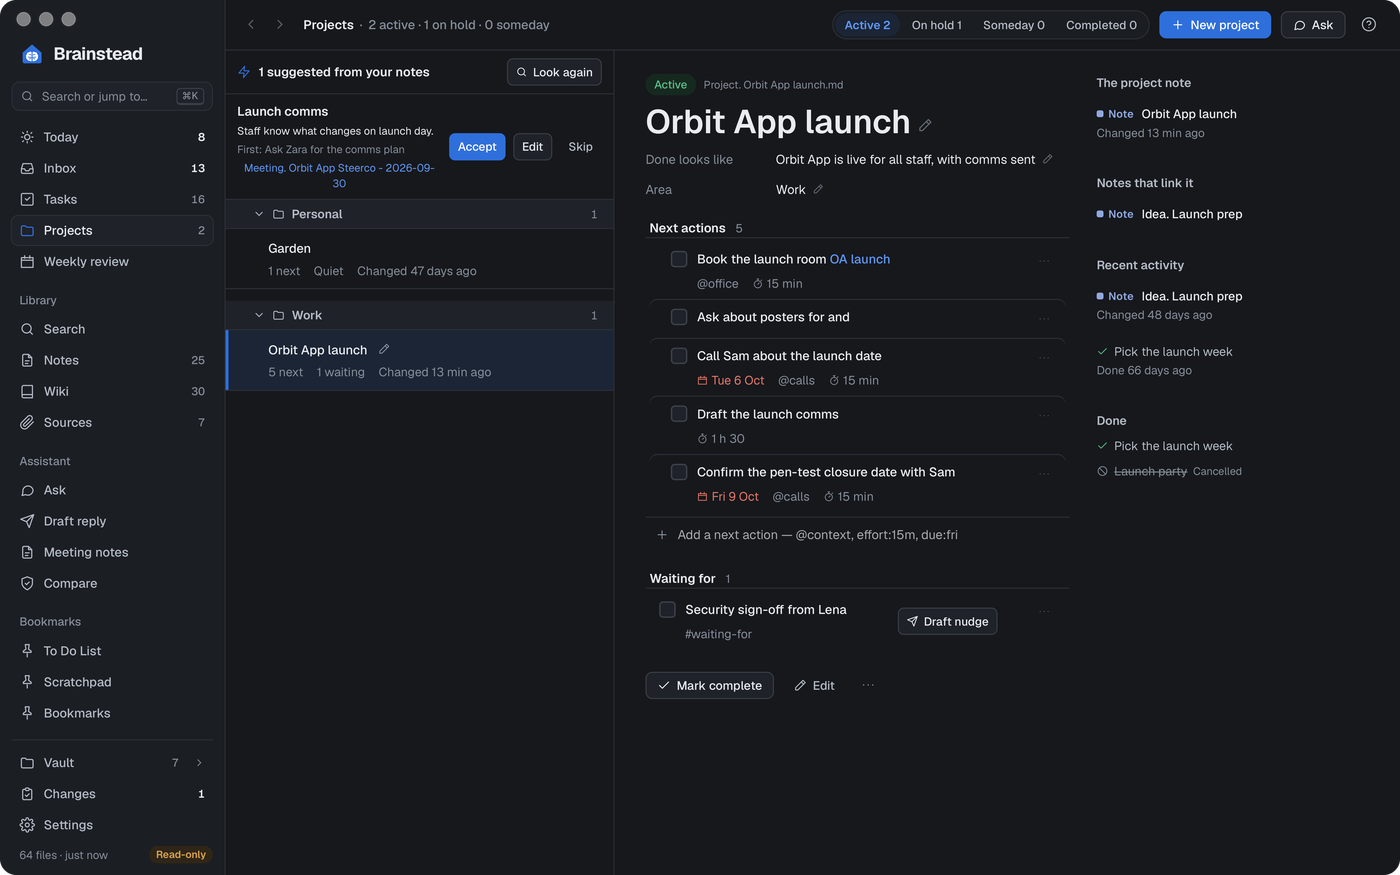 Brainstead
Search or jump to... ⌘K
Today 8
Inbox 13
Tasks 16
Projects 2
Weekly review
Library
Search
Notes 25
Wiki 30
Sources 7
Assistant
Ask
Draft reply
Meeting notes
Compare
Bookmarks
To Do List
Scratchpad
Bookmarks
Vault 7
Changes 1
Settings
64 files · just now Read-only
Projects · 2 active · 1 on hold · 0 someday
Active 2 On hold 1 Someday 0 Completed 0
New project
Ask
1 suggested from your notes
Look again
Launch comms
Staff know what changes on launch day.
First: Ask Zara for the comms plan
Meeting. Orbit App Steerco - 2026-09-
30
Accept Edit Skip
Personal 1
Garden
1 next Quiet Changed 47 days ago
Work 1
Orbit App launch
5 next 1 waiting Changed 13 min ago
Active Project. Orbit App launch.md
Orbit App launch
Done looks like Orbit App is live for all staff, with comms sent
Area Work
Next actions 5
Book the launch room OA launch
@office 15 min
Ask about posters for and
Call Sam about the launch date
Tue 6 Oct @calls 15 min
Draft the launch comms
1 h 30
Confirm the pen-test closure date with Sam
Fri 9 Oct @calls 15 min
Add a next action — @context, effort:15m, due:fri
Waiting for 1
Security sign-off from Lena
#waiting-for
Draft nudge
Mark complete Edit
The project note
Note Orbit App launch
Changed 13 min ago
Notes that link it
Note Idea. Launch prep
Recent activity
Note Idea. Launch prep
Changed 48 days ago
Pick the launch week
Done 66 days ago
Done
Pick the launch week
Launch party Cancelled